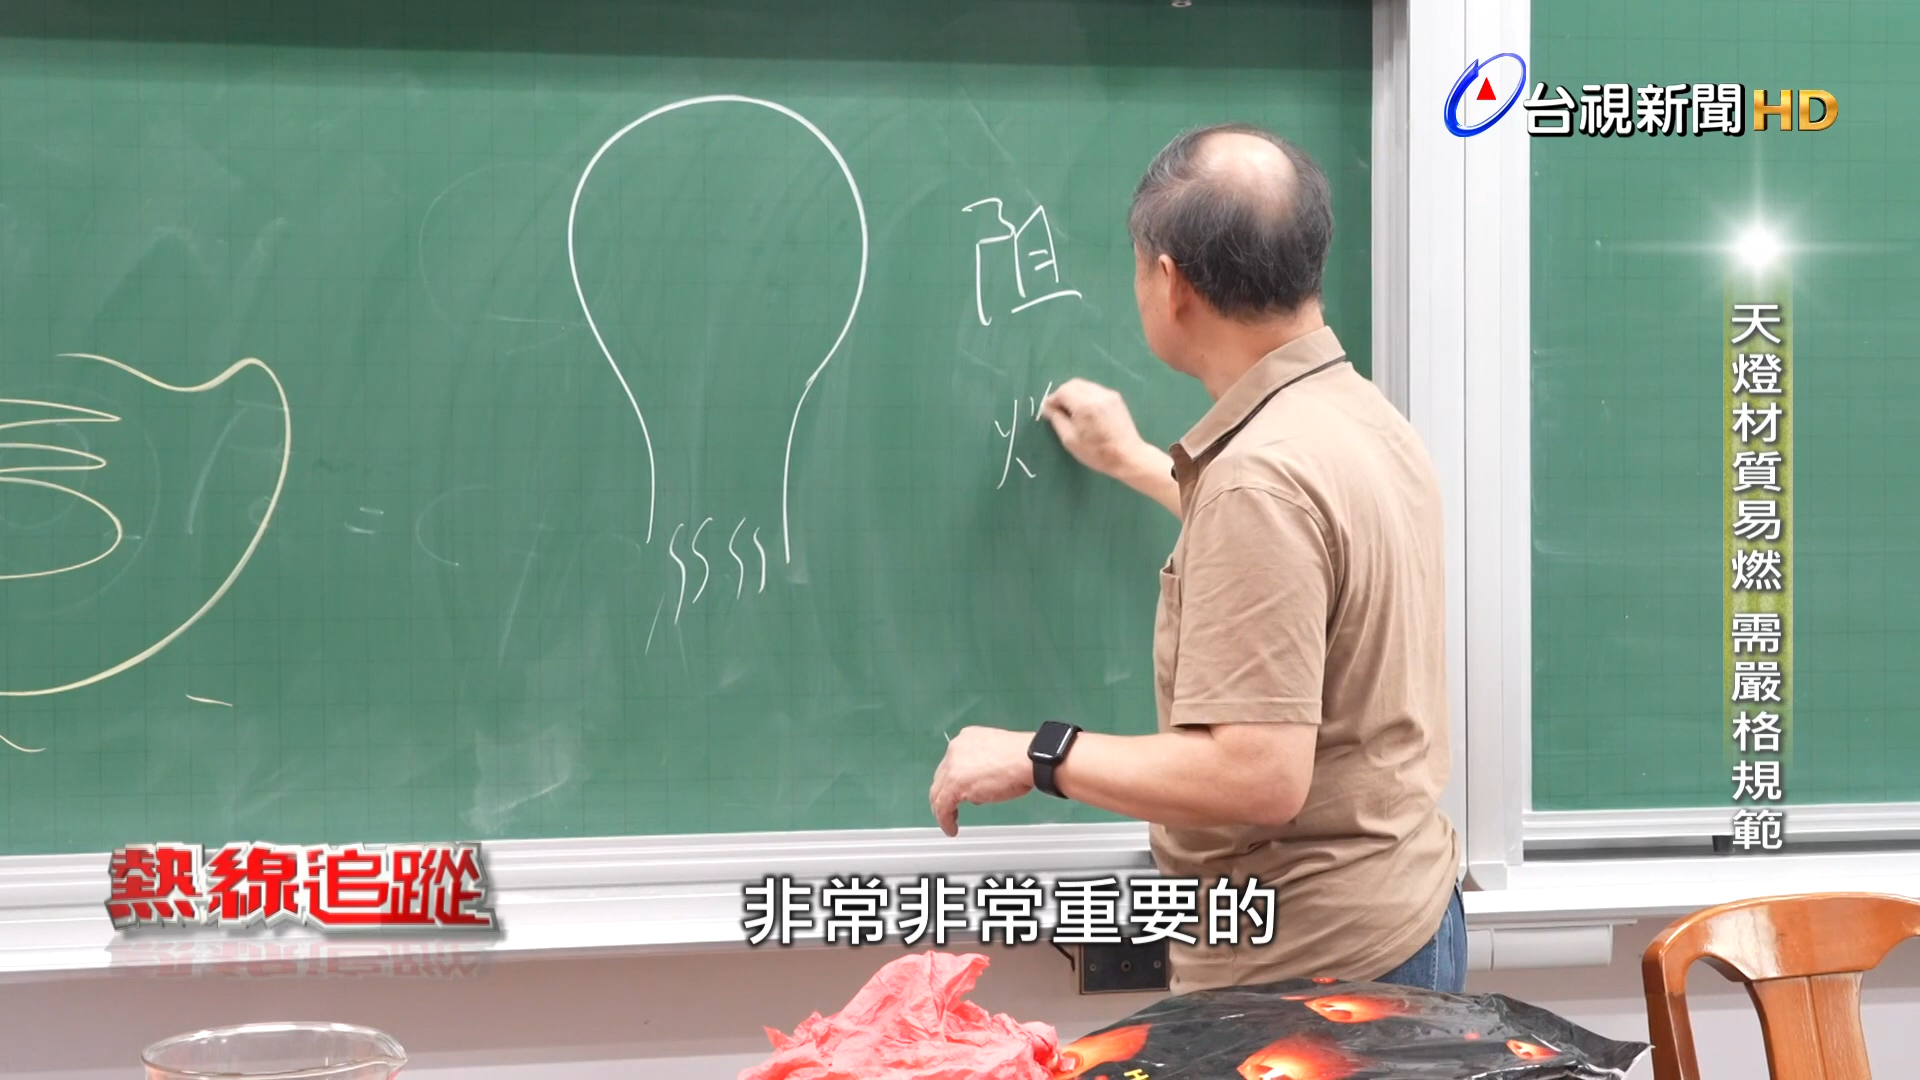 台視新聞HD
阻
火
天燈材質易燃 需嚴格規範
熱線追蹤
非常非常重要的